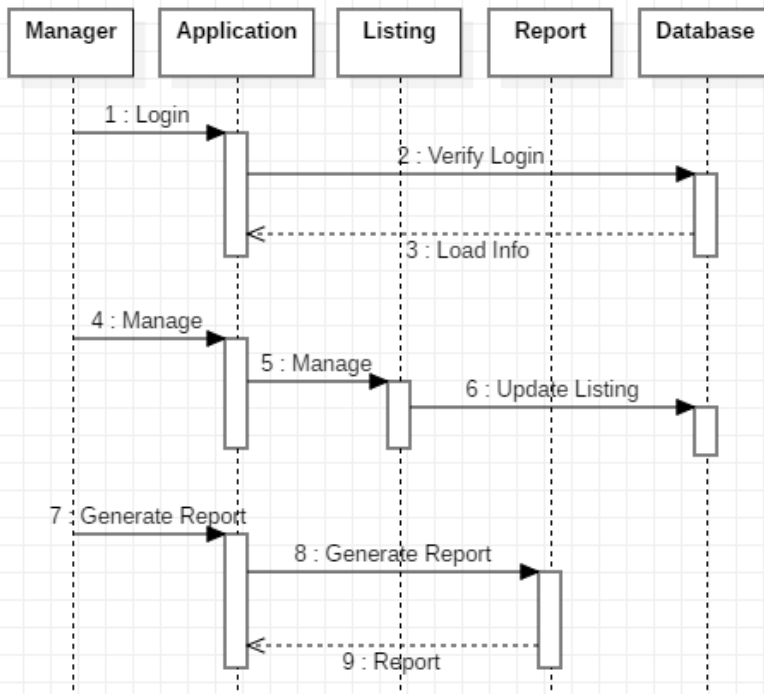 Manager
Application
Listing
Report
Database
1 : Login
2 : Verify Login
3 : Load Info
4 : Manage
5 : Manage
6 : Update Listing
7 : Generate Report
8 : Generate Report
9 : Report